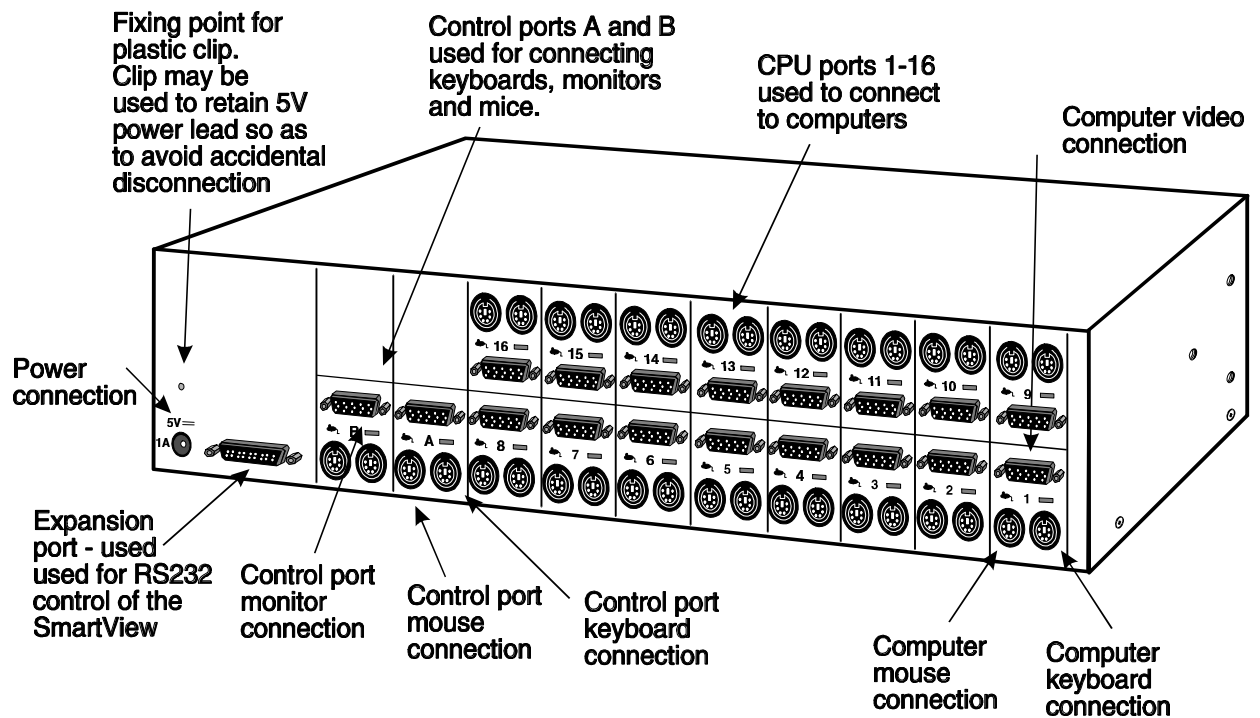 Fixing point for
plastic clip.
Clip may be
used to retain 5V
power lead so as
to avoid accidental
disconnection
Control ports A and B
used for connecting
keyboards, monitors
and mice.
CPU ports 1-16
used to connect
to computers
Computer video
connection
Power
connection
5V
1A
16
15
14
13
12
11
10
9
B
A
8
7
6
5
4
3
2
1
Expansion
port - used
used for RS232
control of the
SmartView
Control port
monitor
connection
Control port
mouse
connection
Control port
keyboard
connection
Computer
mouse
connection
Computer
keyboard
connection